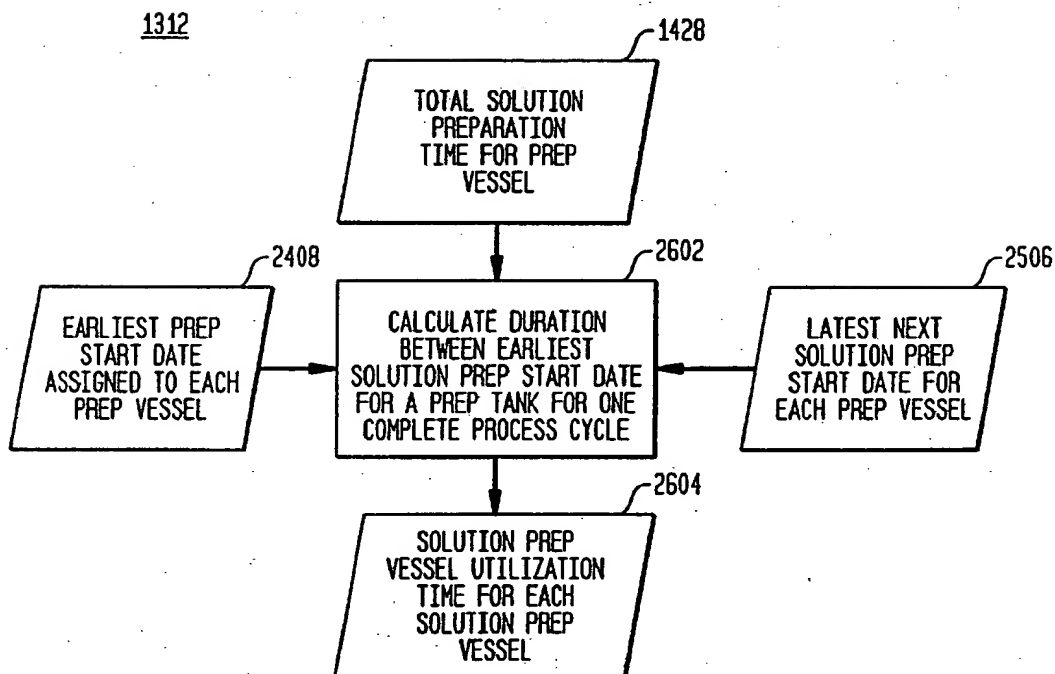 1312
1428
TOTAL SOLUTION
PREPARATION
TIME FOR PREP
VESSEL
2408
EARLIEST PREP
START DATE
ASSIGNED TO EACH
PREP VESSEL
2602
CALCULATE DURATION
BETWEEN EARLIEST
SOLUTION PREP START DATE
FOR A PREP TANK FOR ONE
COMPLETE PROCESS CYCLE
2506
LATEST NEXT
SOLUTION PREP
START DATE FOR
EACH PREP VESSEL
2604
SOLUTION PREP
VESSEL UTILIZATION
TIME FOR EACH
SOLUTION PREP
VESSEL